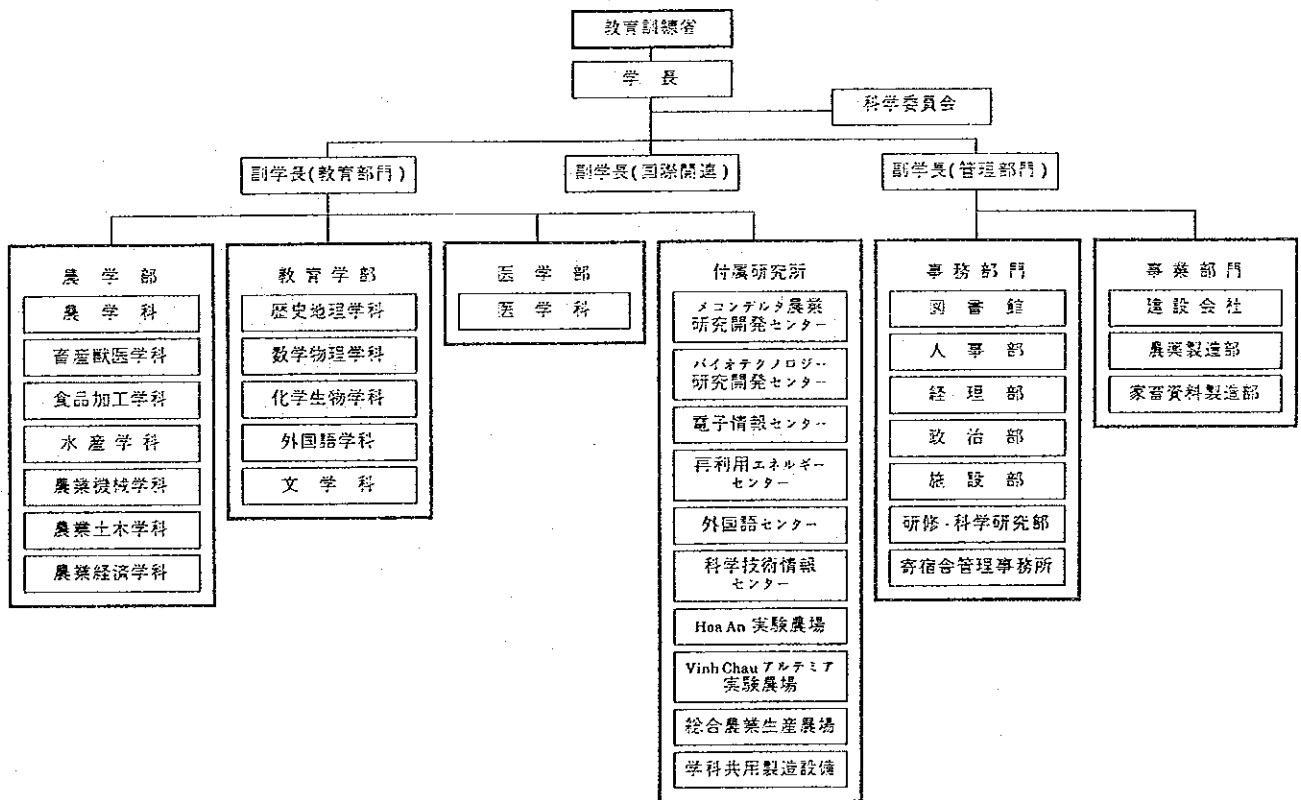 教育訓練省
学長
科学委員会
副学長(教育部門)
副学長(国際関連)
副学長(管理部門)
農学部
農学科
畜産獣医学科
食品加工学科
水産学科
農業機械学科
農業土木学科
農業経済学科
教育学部
歴史地理学科
数学物理学科
化学生物学科
外国語学科
文学科
医学部
医学科
付属研究所
メコンデルタ農業
研究開発センター
バイオテクノロジー
研究開発センター
電子情報センター
再利用エネルギー
センター
外国語センター
科学技術情報
センター
Hoa An 実験農場
Vinh Chau アルテミア
実験農場
総合農業生産農場
学科共用製造設備
事務部門
図書館
人事部
経理部
政治部
施設部
研修・科学研究部
寄宿舎管理事務所
事業部門
建設会社
農薬製造部
家畜資料製造部